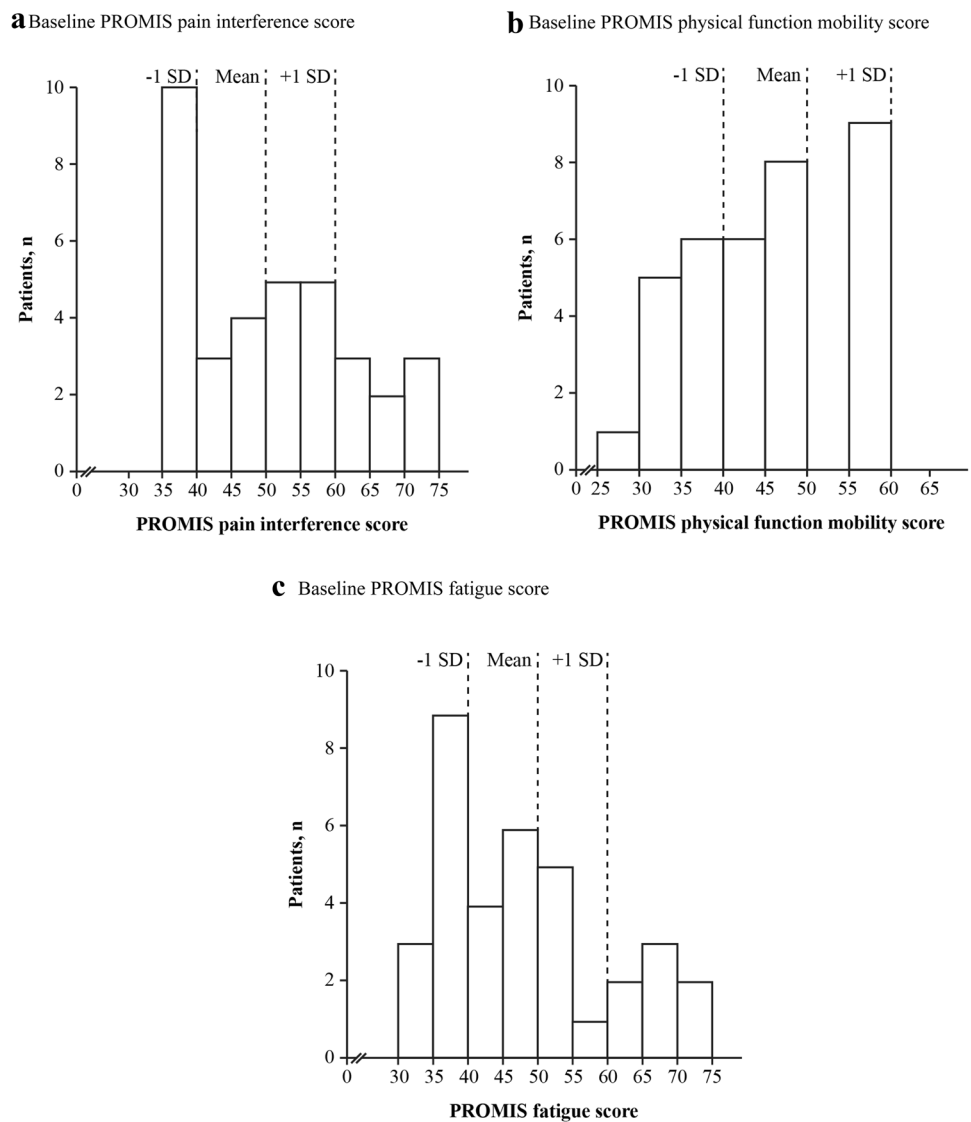 a Baseline PROMIS pain interference score
-1 SD Mean +1 SD
10
8
6
4
2
0
Patients, n
0 30 35 40 45 50 55 60 65 70 75
PROMIS pain interference score
b Baseline PROMIS physical function mobility score
-1 SD Mean +1 SD
10
8
6
4
2
0
Patients, n
0 25 30 35 40 45 50 55 60 65
PROMIS physical function mobility score
c Baseline PROMIS fatigue score
-1 SD Mean +1 SD
10
8
6
4
2
0
Patients, n
0 30 35 40 45 50 55 60 65 70 75
PROMIS fatigue score